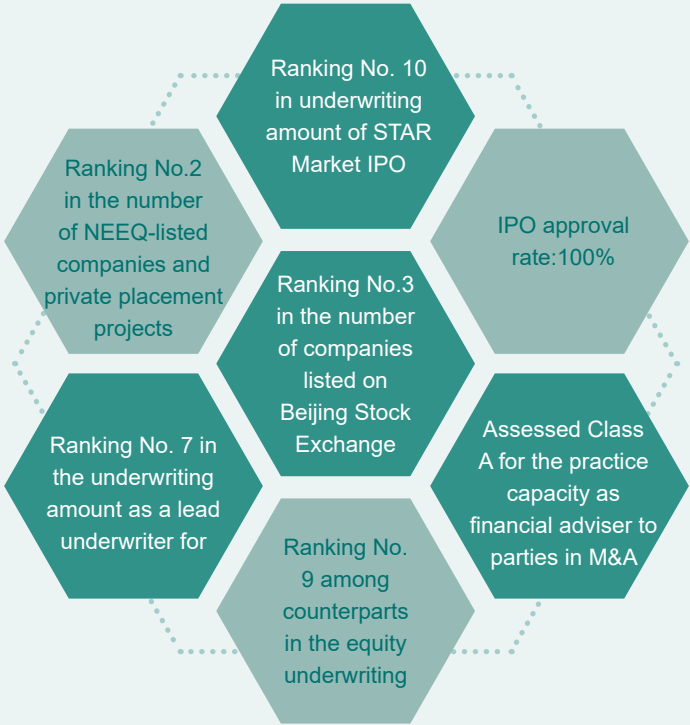 Ranking No. 10
in underwriting
amount of STAR
Market IPO
Ranking No.2
in the number
of NEEQ-listed
companies and
private placement
projects
IPO approval
rate:100%
Ranking No.3
in the number
of companies
listed on
Beijing Stock
Exchange
Ranking No. 7 in
the underwriting
amount as a lead
underwriter for
Assessed Class
A for the practice
capacity as
financial adviser to
parties in M&A
Ranking No.
9 among
counterparts
in the equity
underwriting